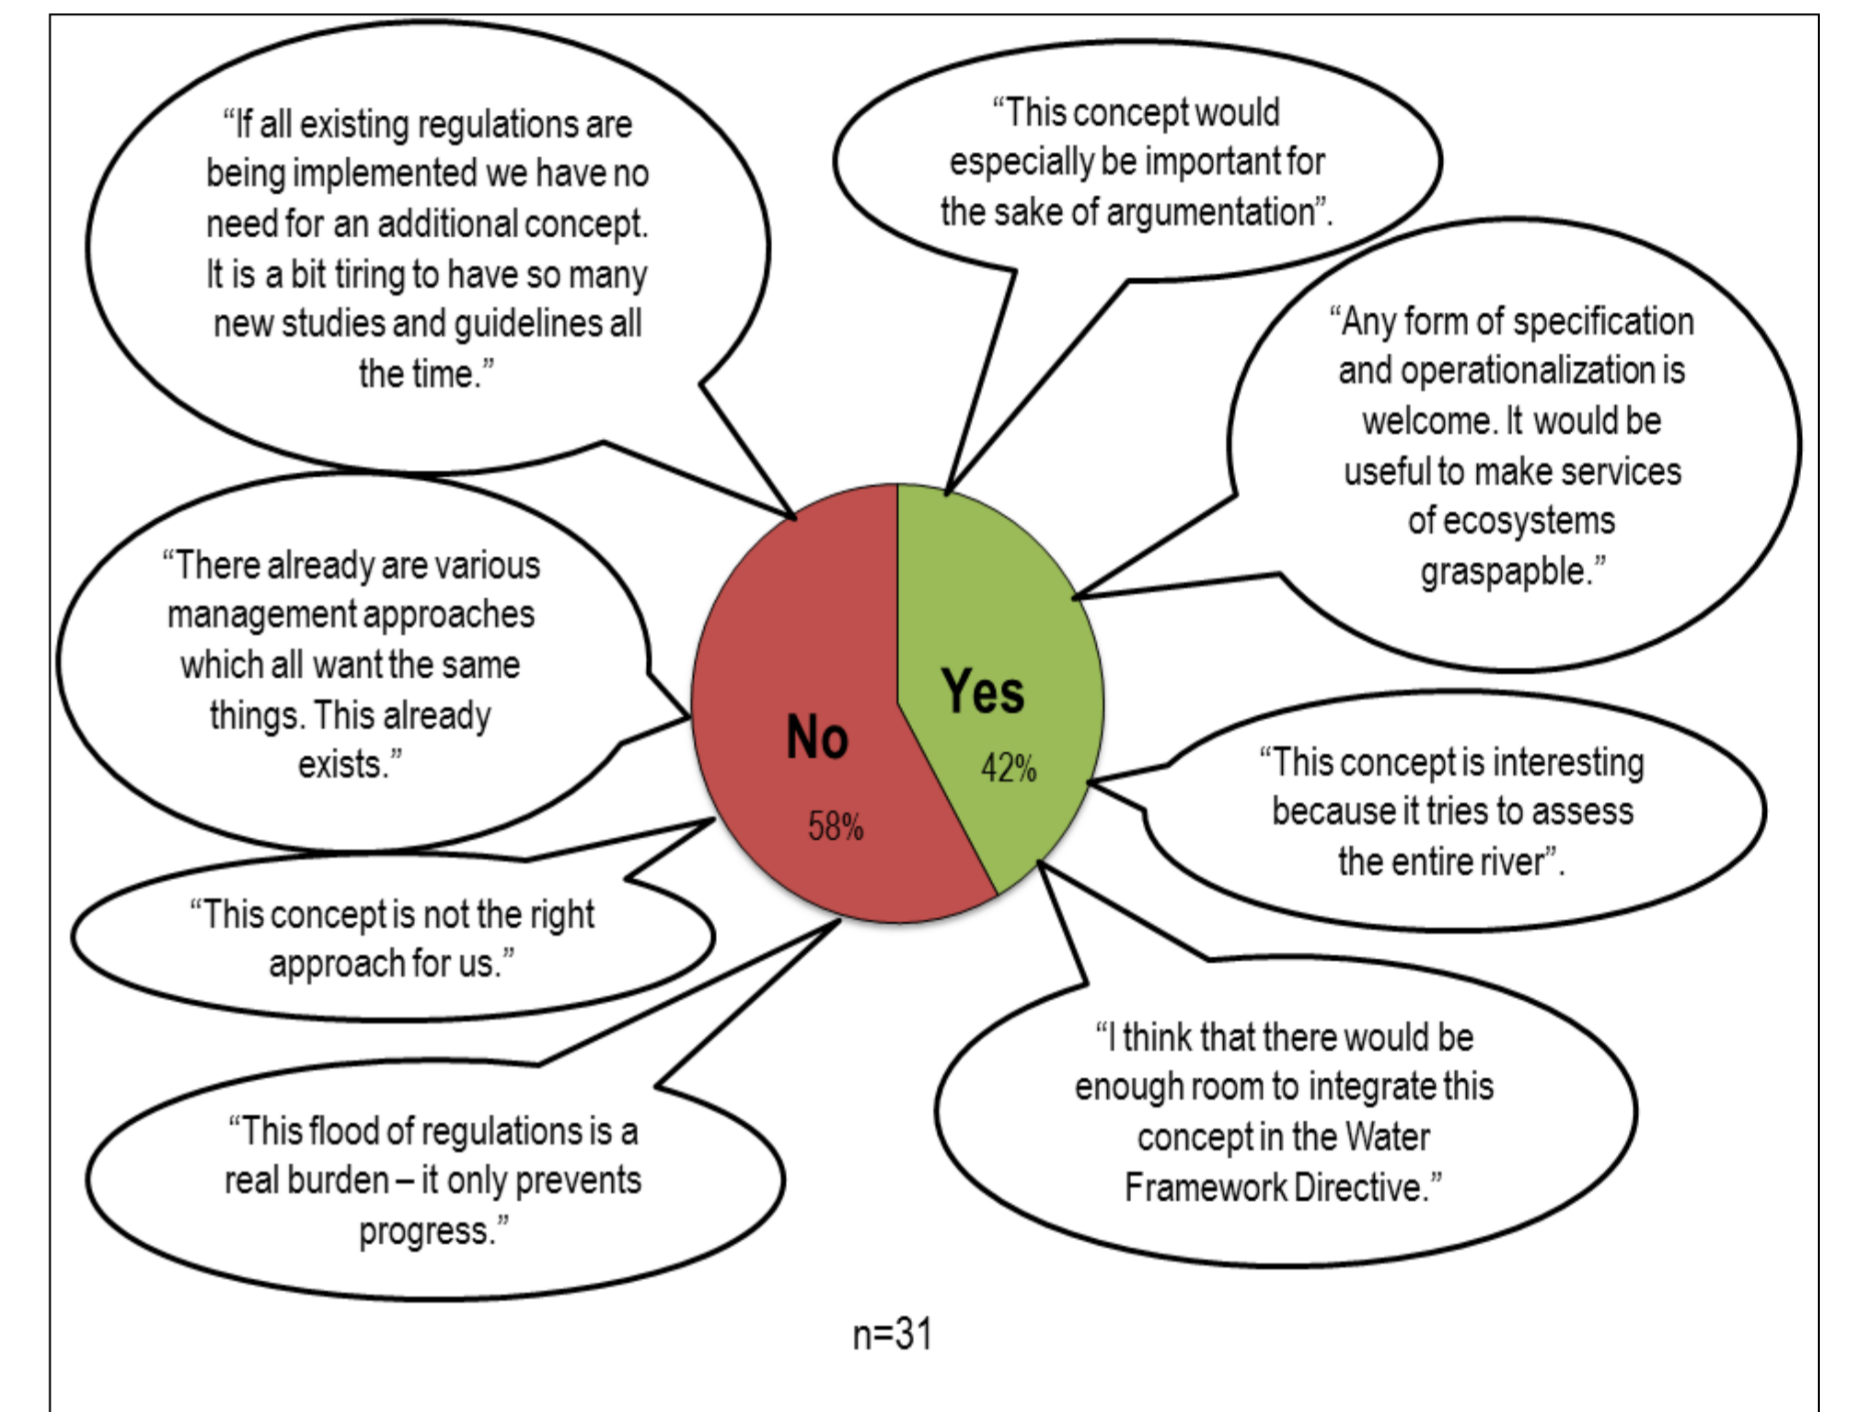 “If all existing regulations are
being implemented we have no
need for an additional concept.
It is a bit tiring to have so many
new studies and guidelines all
the time.”
“This concept would
especially be important for
the sake of argumentation”.
“Any form of specification
and operationalization is
welcome. It would be
useful to make services
of ecosystems
graspapble.”
“There already are various
management approaches
which all want the same
things. This already
exists.”
Yes
42%
No
58%
“This concept is interesting
because it tries to assess
the entire river”.
“This concept is not the right
approach for us.”
“I think that there would be
enough room to integrate this
concept in the Water
Framework Directive.”
“This flood of regulations is a
real burden – it only prevents
progress.”
n=31